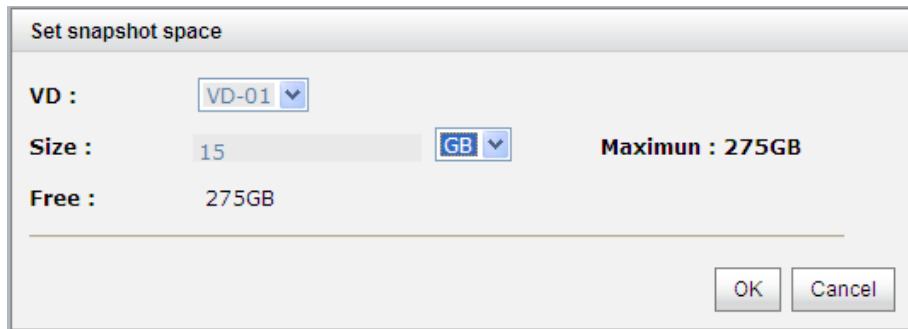 Set snapshot space
VD : VD-01
Size : 15 GB Maximun : 275GB
Free : 275GB
OK Cancel